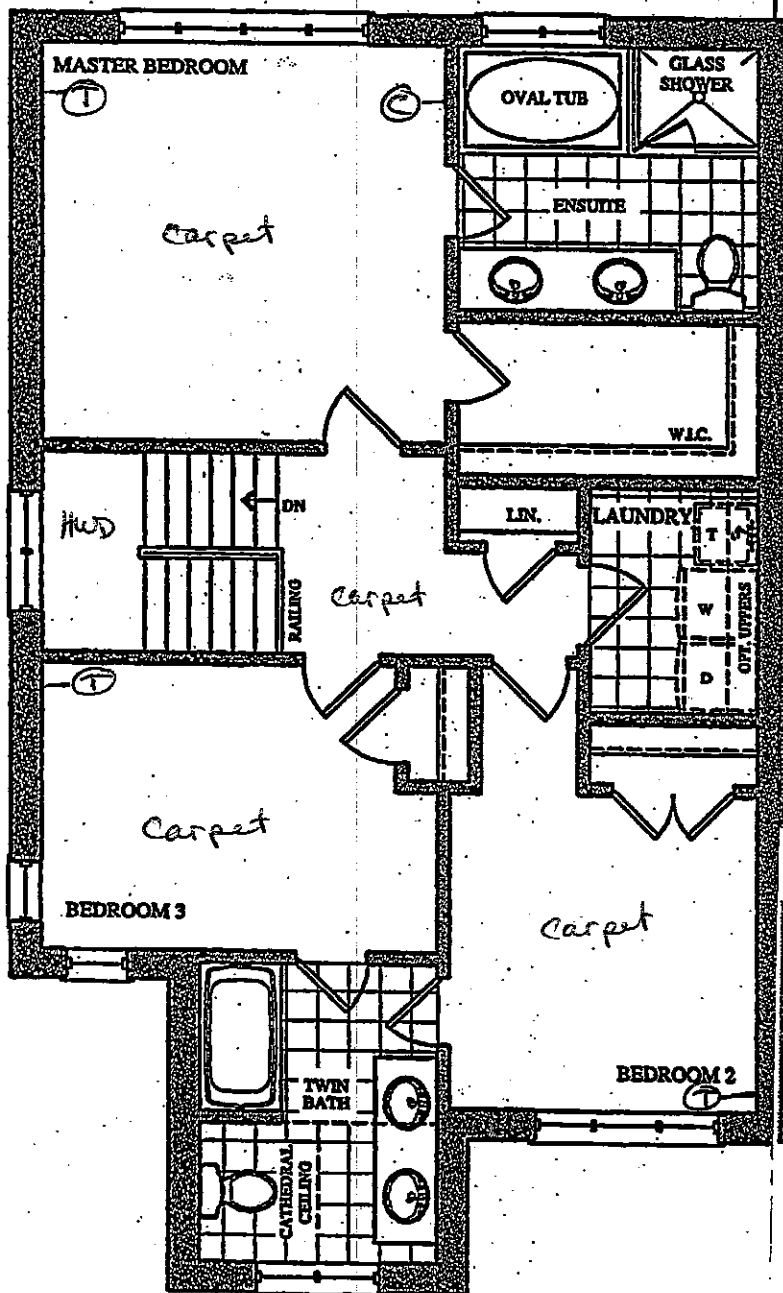 MASTER BEDROOM
T
C
OVAL TUB
GLASS
SHOWER
Carpet
ENSUITE
W.I.C.
HWD
DN
RAILING
Carpet
LIN.
LAUNDRY
T
W
D
OPT. UPPERS
T
Carpet
BEDROOM 3
Carpet
BEDROOM 2
T
TWIN
BATH
CATHEDRAL
CEILING